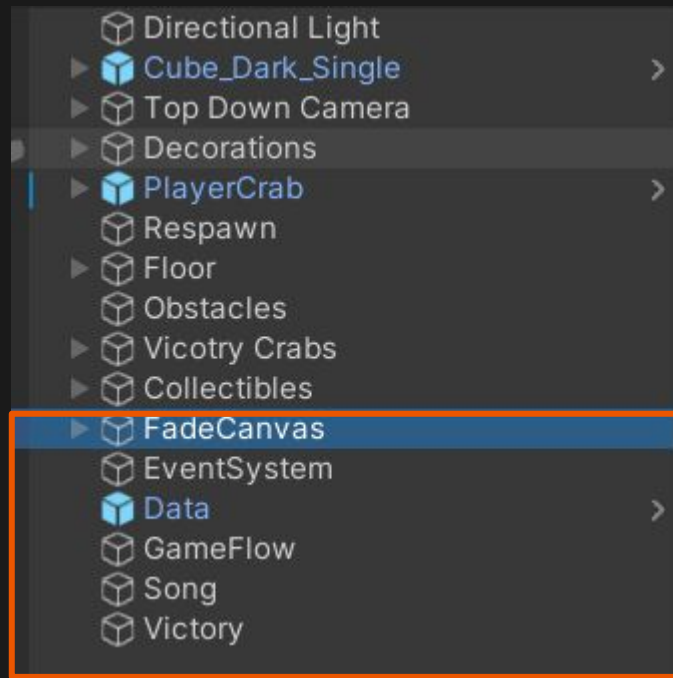 Directional Light
Cube_Dark_Single
Top Down Camera
Decorations
PlayerCrab
Respawn
Floor
Obstacles
Vicotry Crabs
Collectibles
FadeCanvas
EventSystem
Data
GameFlow
Song
Victory